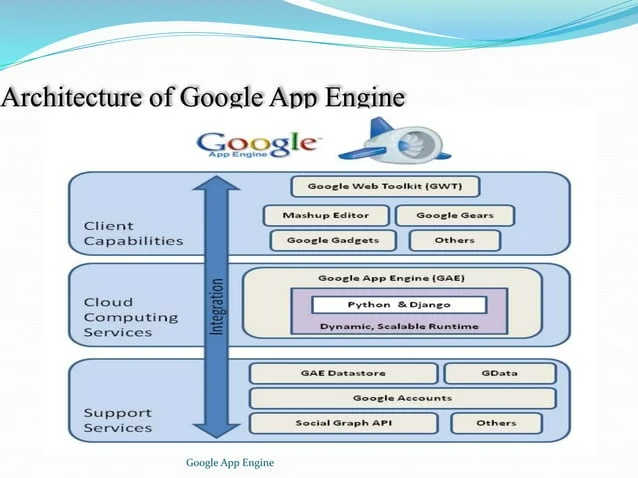 Architecture of Google App Engine
Google™
App Engine
Client
Capabilities
Google Web Toolkit (GWT)
Mashup Editor
Google Gears
Google Gadgets
Others
Integration
Cloud
Computing
Services
Google App Engine (GAE)
Python & Django
Dynamic, Scalable Runtime
Support
Services
GAE Datastore
GData
Google Accounts
Social Graph API
Others
Google App Engine